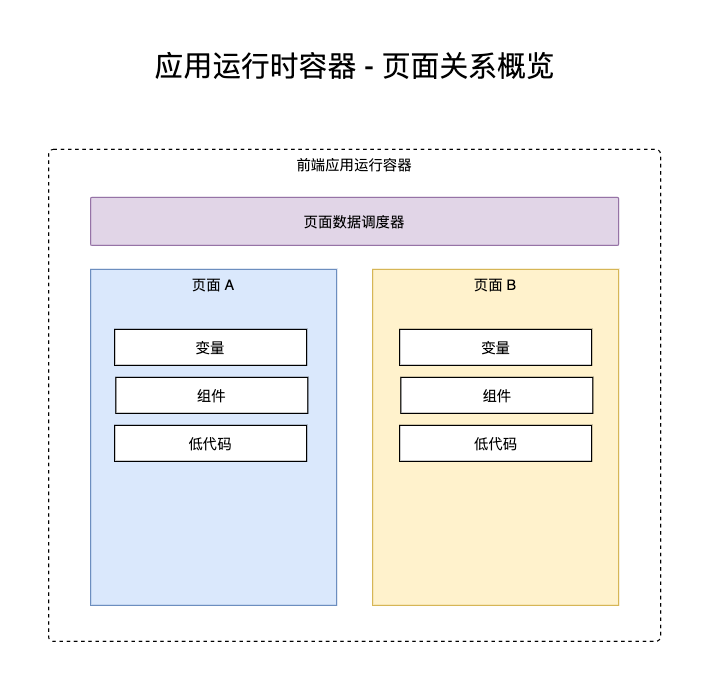 应用运行时容器 - 页面关系概览
前端应用运行容器
页面数据调度器
页面 A
变量
组件
低代码
页面 B
变量
组件
低代码